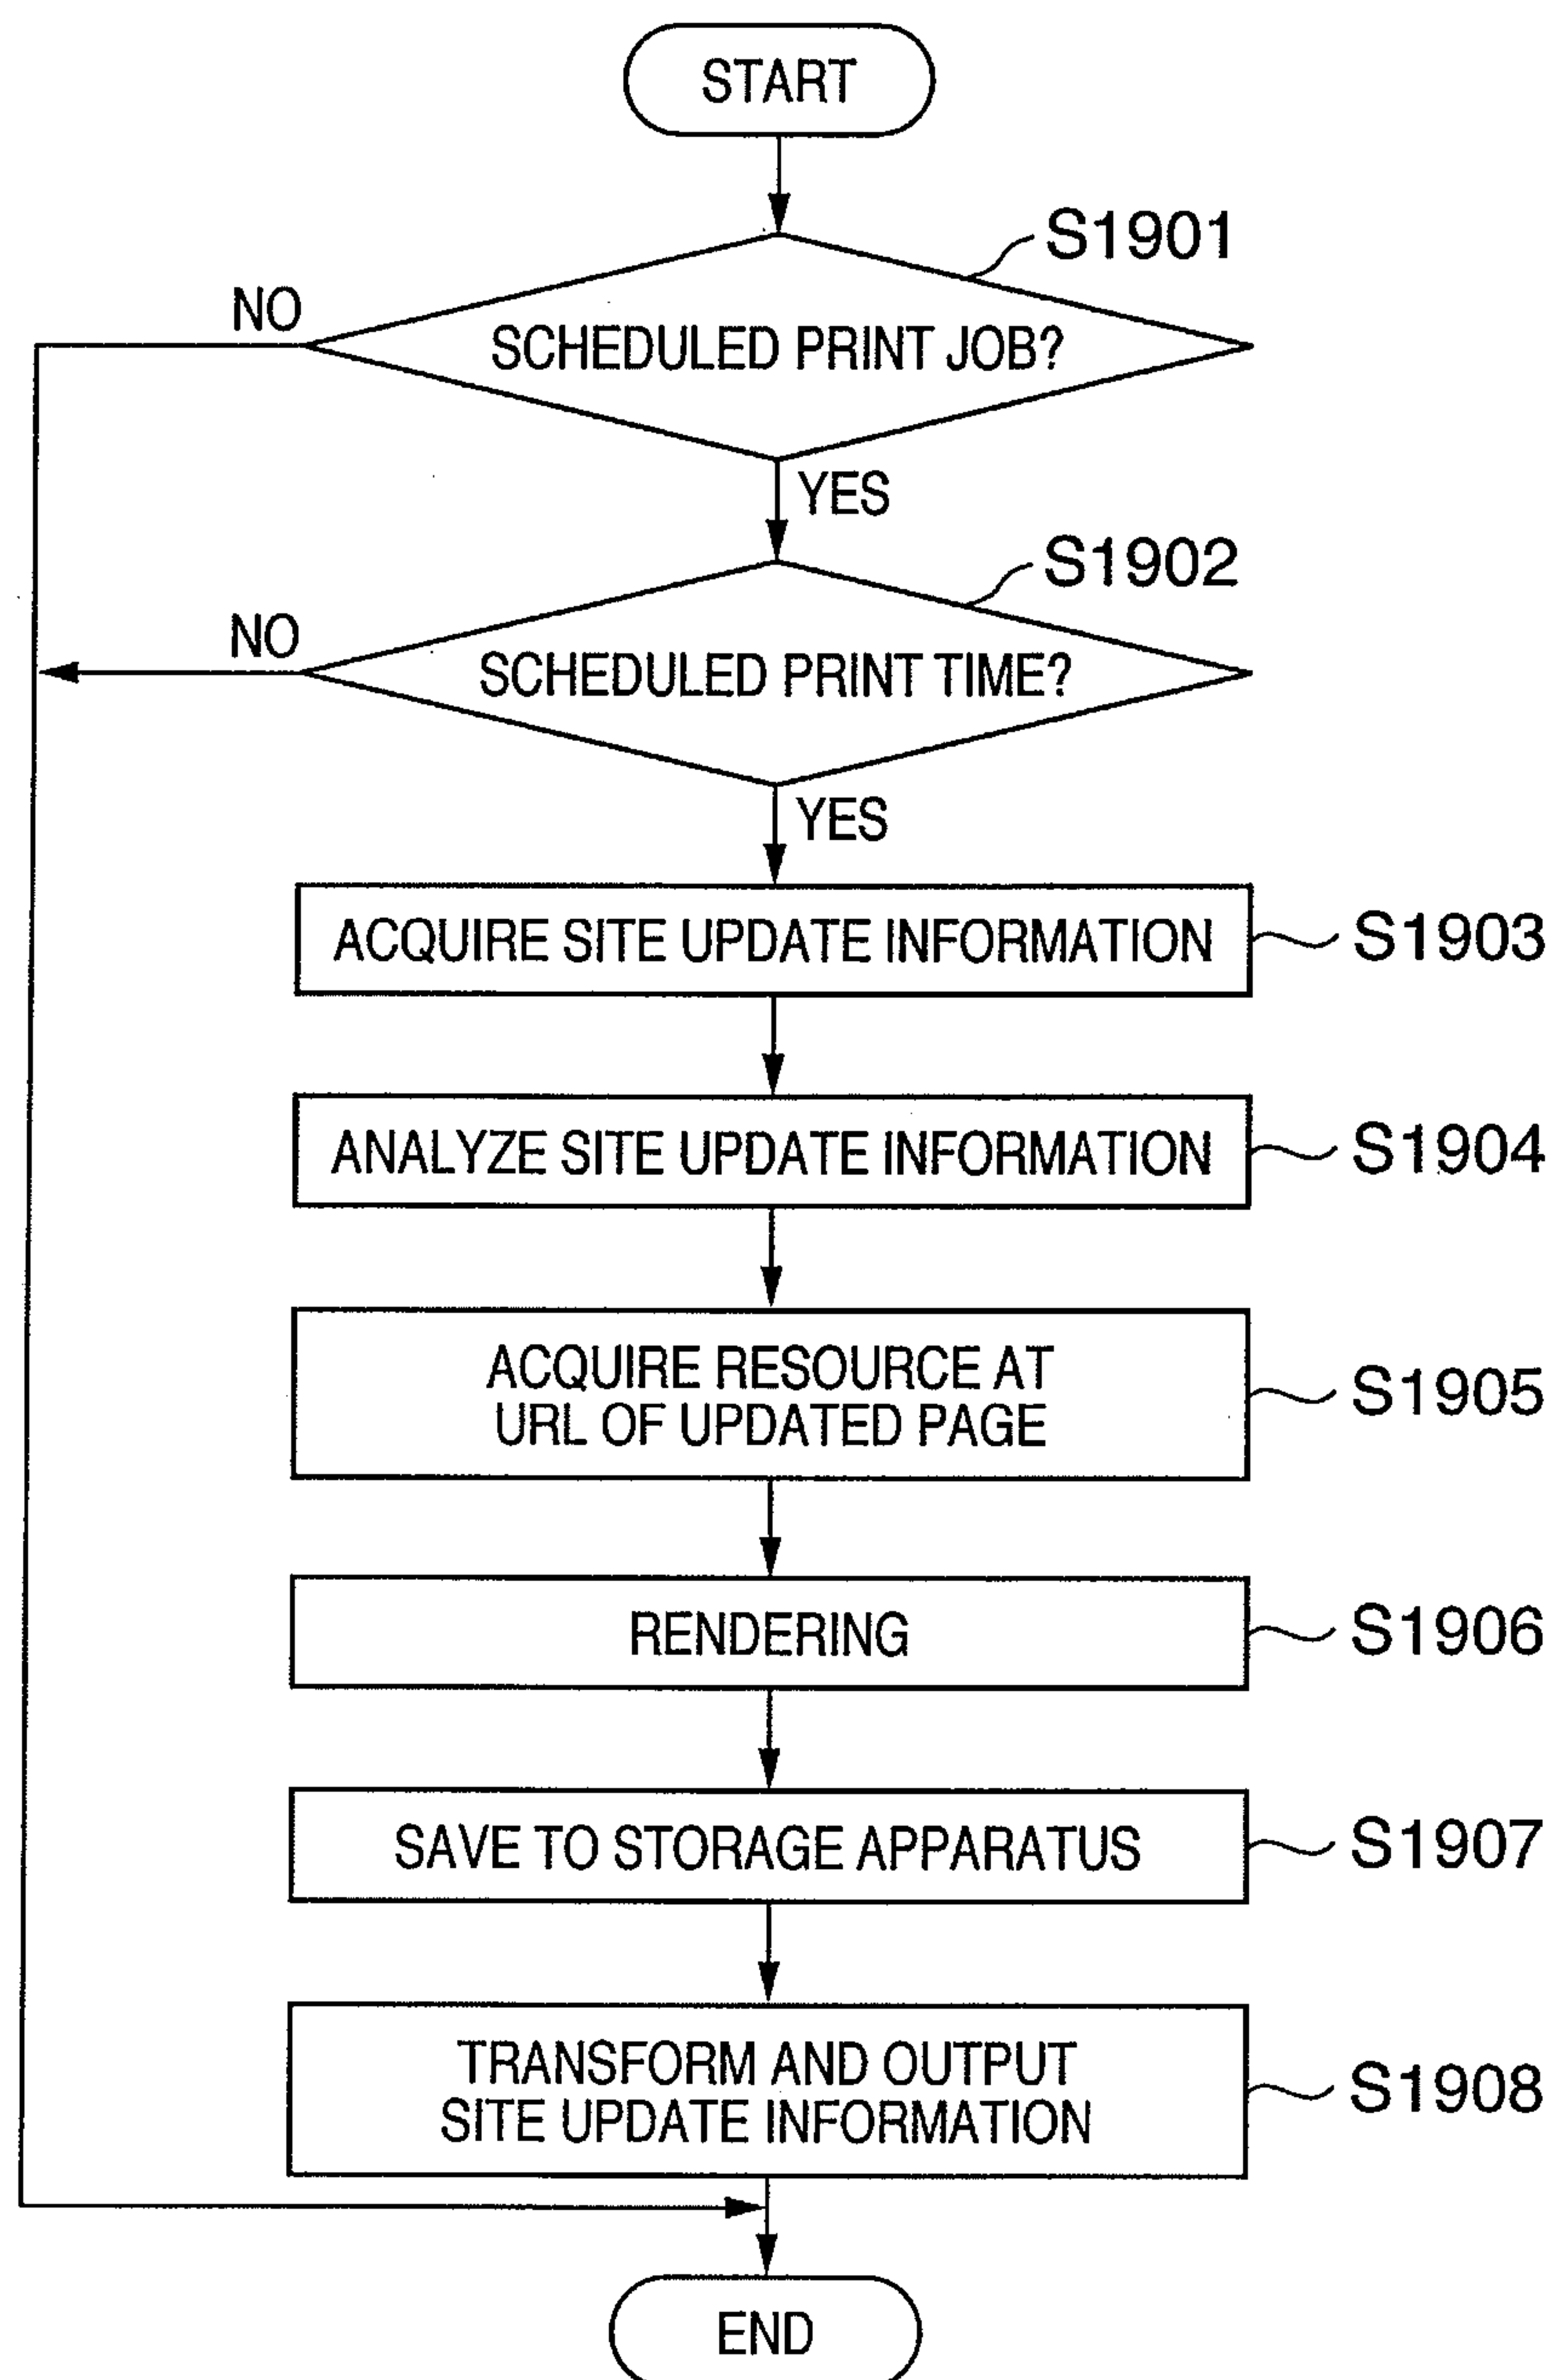 START
S1901
NO
SCHEDULED PRINT JOB?
YES
S1902
NO
SCHEDULED PRINT TIME?
YES
ACQUIRE SITE UPDATE INFORMATION
S1903
ANALYZE SITE UPDATE INFORMATION
S1904
ACQUIRE RESOURCE AT
URL OF UPDATED PAGE
S1905
RENDERING
S1906
SAVE TO STORAGE APPARATUS
S1907
TRANSFORM AND OUTPUT
SITE UPDATE INFORMATION
S1908
END